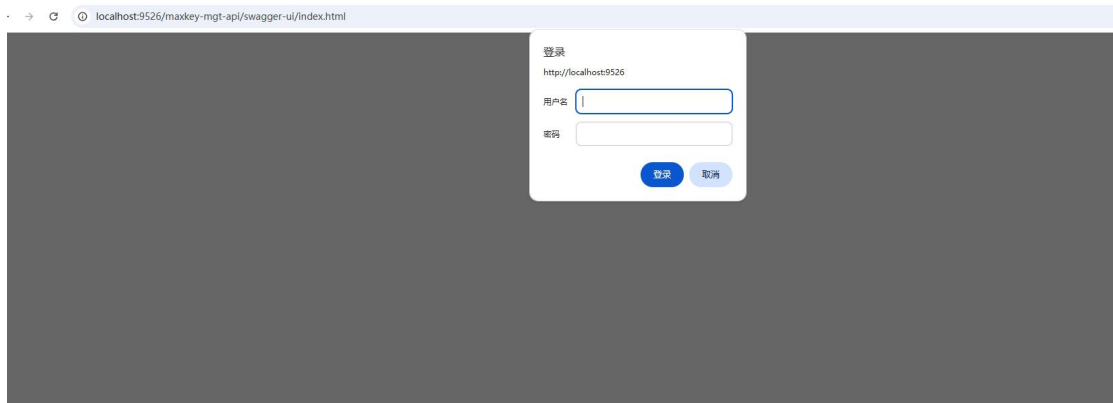 localhost:9526/maxkey-mgt-api/swagger-ui/index.html
登录
http://localhost:9526
用户名
密码
登录 取消